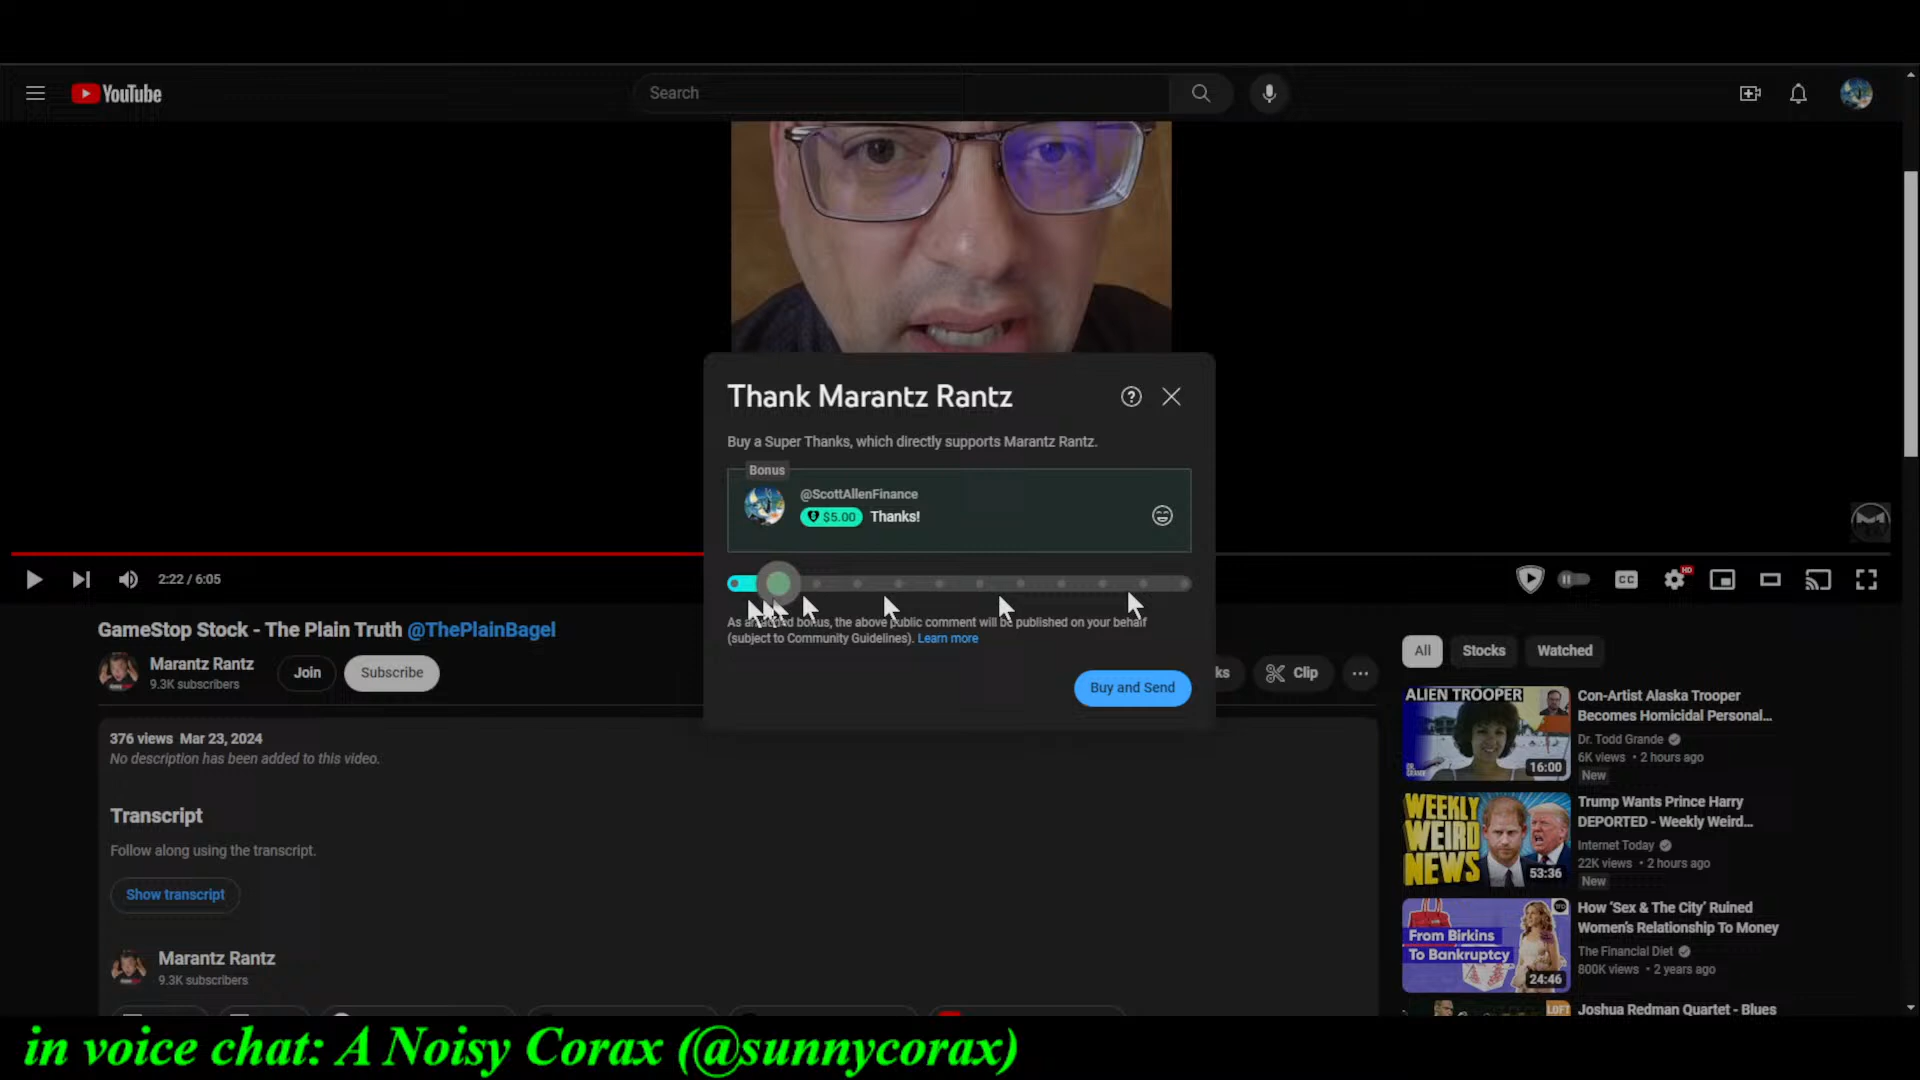 YouTube
Search
Thank Marantz Rantz
Buy a Super Thanks, which directly supports Marantz Rantz.
Bonus
@ScottAllenFinance
$5.00 Thanks!
As an added bonus, the above public comment will be published on your behalf
(subject to Community Guidelines). Learn more
Buy and Send
2:22 / 6:05
CC
HD
GameStop Stock - The Plain Truth @ThePlainBagel
Marantz Rantz
9.3K subscribers
Join
Subscribe
ks
Clip
376 views Mar 23, 2024
No description has been added to this video.
Transcript
Follow along using the transcript.
Show transcript
Marantz Rantz
9.3K subscribers
All
Stocks
Watched
ALIEN TROOPER
16:00
Con-Artist Alaska Trooper
Becomes Homicidal Personal...
Dr. Todd Grande
6K views • 2 hours ago
New
WEEKLY
WEIRD
NEWS
53:36
Trump Wants Prince Harry
DEPORTED - Weekly Weird...
Internet Today
22K views • 2 hours ago
New
From Birkins
To Bankruptcy
24:46
How 'Sex & The City' Ruined
Women's Relationship To Money
The Financial Diet
800K views • 2 years ago
LOFT
Joshua Redman Quartet - Blues
in voice chat: A Noisy Corax (@sunnycorax)